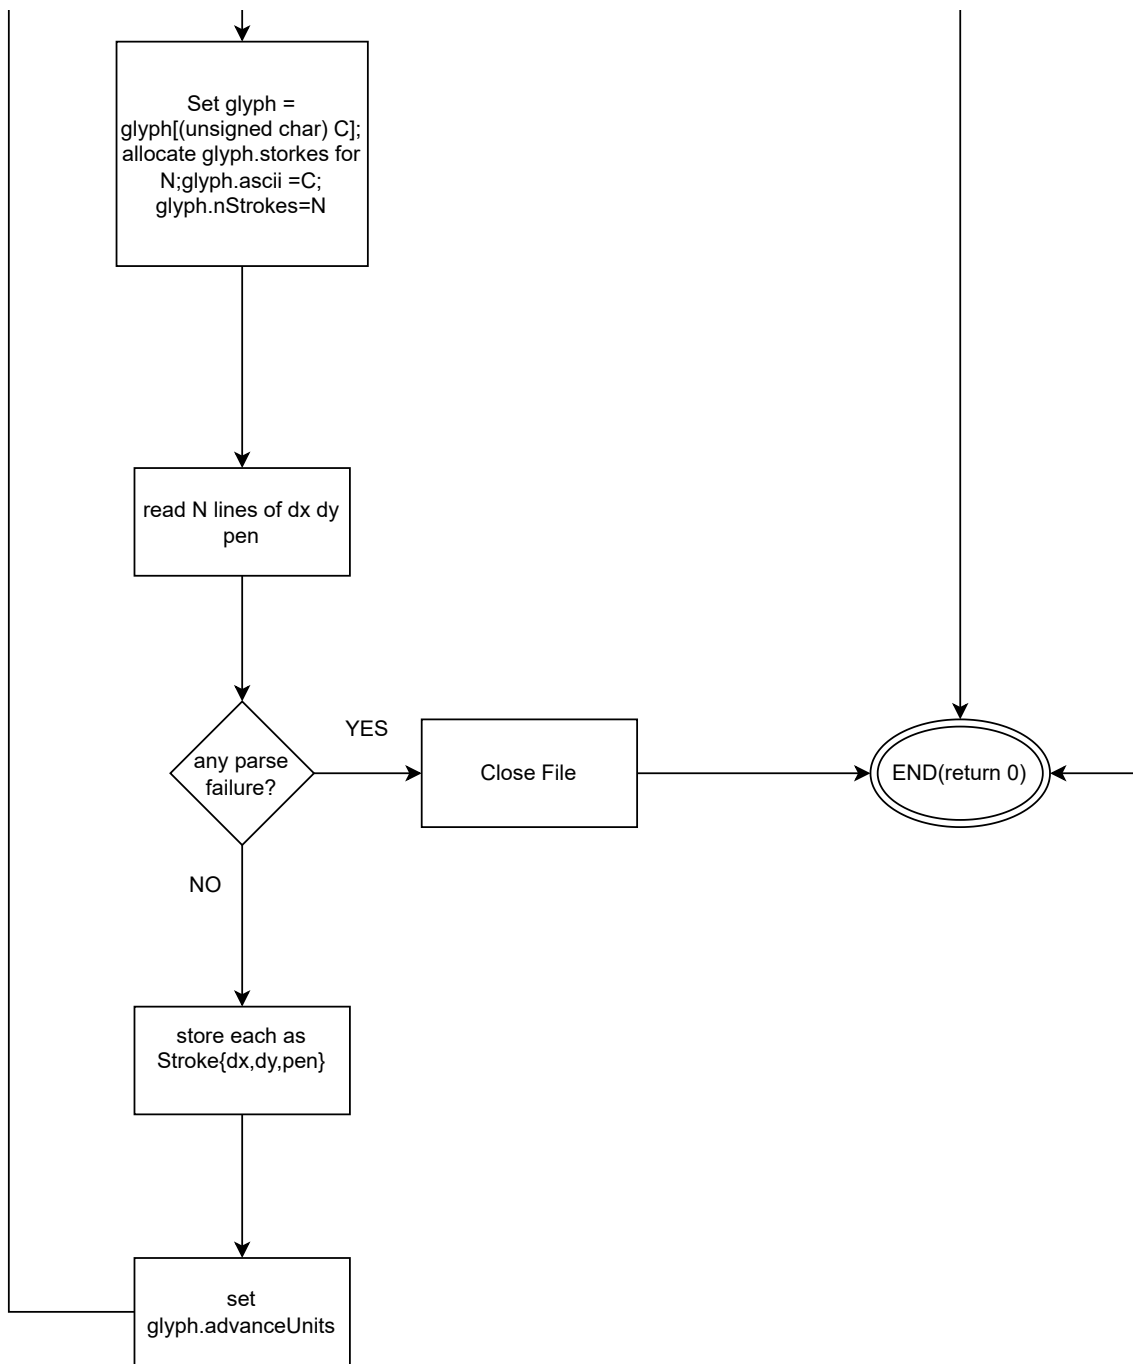 Set glyph =
glyph[(unsigned char) C];
allocate glyph.storkes for
N;glyph.ascii =C;
glyph.nStrokes=N
read N lines of dx dy
pen
any parse
failure?
YES
Close File
END(return 0)
NO
store each as
Stroke{dx,dy,pen}
set
glyph.advanceUnits